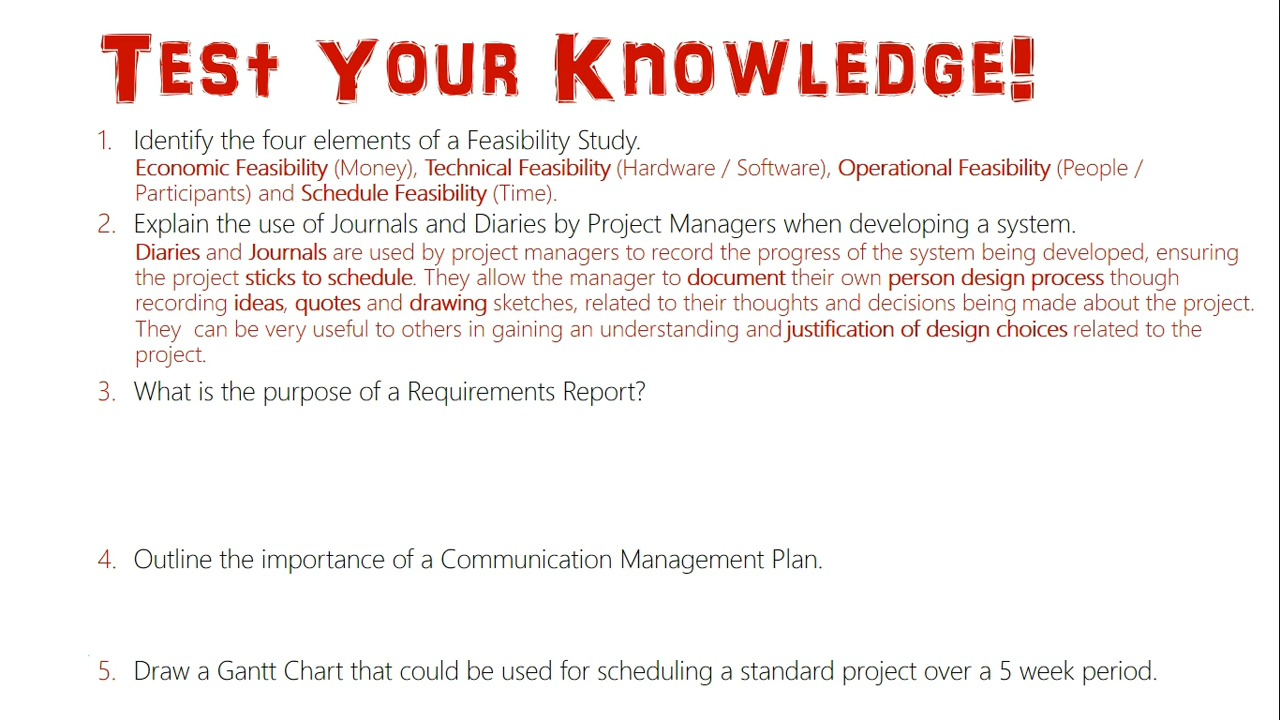 Test Your Knowledge!
1. Identify the four elements of a Feasibility Study.
Economic Feasibility (Money), Technical Feasibility (Hardware / Software), Operational Feasibility (People /
Participants) and Schedule Feasibility (Time).
2. Explain the use of Journals and Diaries by Project Managers when developing a system.
Diaries and Journals are used by project managers to record the progress of the system being developed, ensuring
the project sticks to schedule. They allow the manager to document their own person design process though
recording ideas, quotes and drawing sketches, related to their thoughts and decisions being made about the project.
They can be very useful to others in gaining an understanding and justification of design choices related to the
project.
3. What is the purpose of a Requirements Report?
4. Outline the importance of a Communication Management Plan.
5. Draw a Gantt Chart that could be used for scheduling a standard project over a 5 week period.